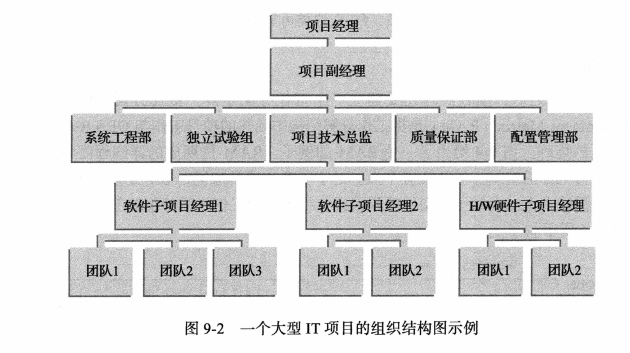 项目经理
项目副经理
系统工程部 独立试验组 项目技术总监 质量保证部 配置管理部
软件子项目经理1 软件子项目经理2 H/W硬件子项目经理
团队1 团队2 团队3 团队1 团队2 团队1 团队2
图 9-2 一个大型 IT 项目的组织结构图示例